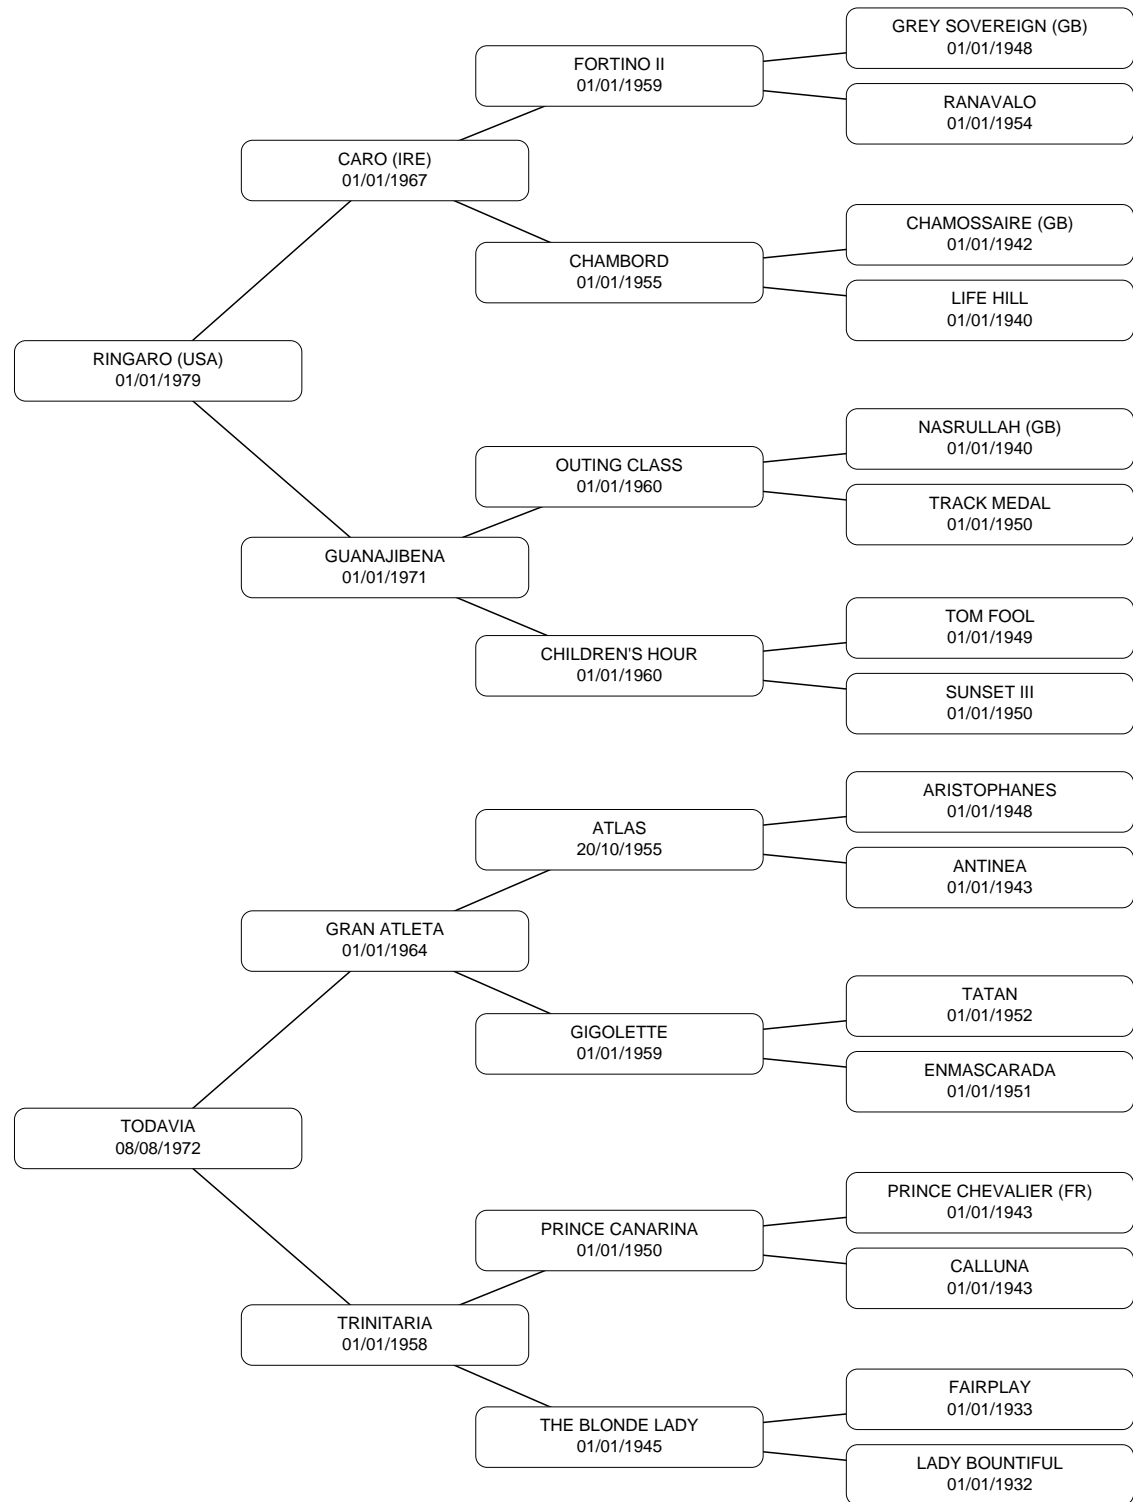 GREY SOVEREIGN (GB)
01/01/1948
FORTINO II
01/01/1959
RANAVALO
01/01/1954
CARO (IRE)
01/01/1967
CHAMOSSAIRE (GB)
01/01/1942
CHAMBORD
01/01/1955
LIFE HILL
01/01/1940
RINGARO (USA)
01/01/1979
NASRULLAH (GB)
01/01/1940
OUTING CLASS
01/01/1960
TRACK MEDAL
01/01/1950
GUANAJIBENA
01/01/1971
TOM FOOL
01/01/1949
CHILDREN'S HOUR
01/01/1960
SUNSET III
01/01/1950
ARISTOPHANES
01/01/1948
ATLAS
20/10/1955
ANTINEA
01/01/1943
GRAN ATLETA
01/01/1964
TATAN
01/01/1952
GIGOLETTE
01/01/1959
ENMASCARADA
01/01/1951
TODAVIA
08/08/1972
PRINCE CHEVALIER (FR)
01/01/1943
PRINCE CANARINA
01/01/1950
CALLUNA
01/01/1943
TRINITARIA
01/01/1958
FAIRPLAY
01/01/1933
THE BLONDE LADY
01/01/1945
LADY BOUNTIFUL
01/01/1932